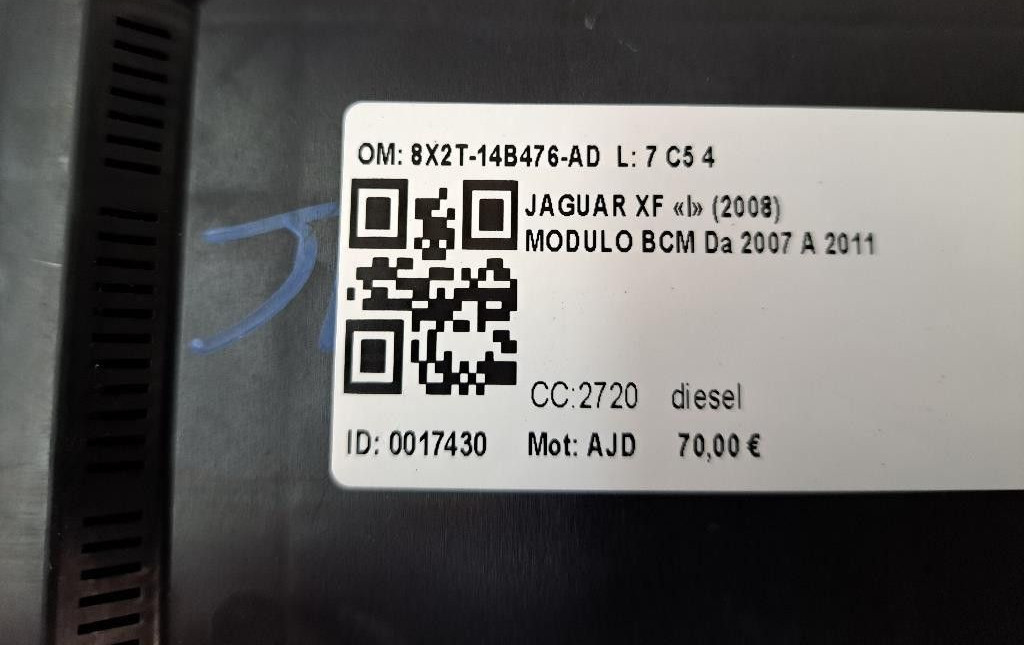 OM: 8X2T-14B476-AD L: 7 C5 4
JAGUAR XF «I» (2008)
MODULO BCM Da 2007 A 2011
CC:2720 diesel
ID: 0017430 Mot: AJD 70,00 €